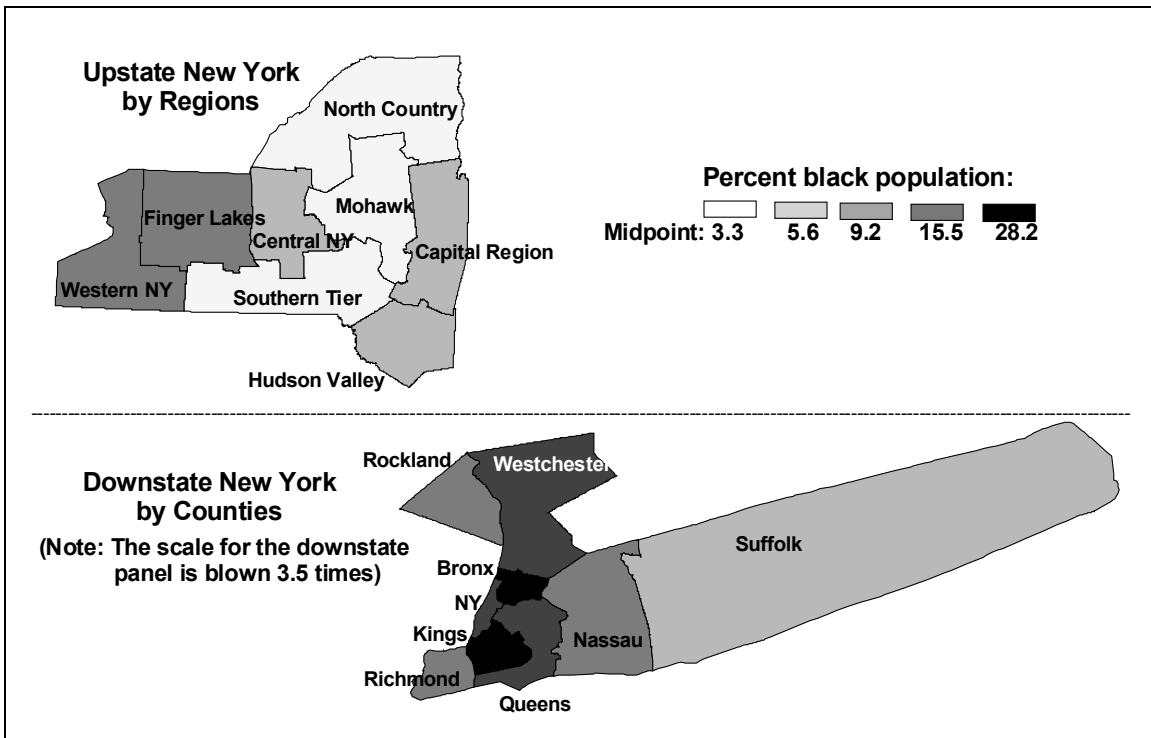 Upstate New York
by Regions
North Country
Finger Lakes
Mohawk
Central NY
Capital Region
Western NY
Southern Tier
Hudson Valley
Percent black population:
Midpoint: 3.3 5.6 9.2 15.5 28.2
Downstate New York
by Counties
(Note: The scale for the downstate
panel is blown 3.5 times)
Rockland
Westchester
Suffolk
Bronx
NY
Kings
Nassau
Richmond
Queens